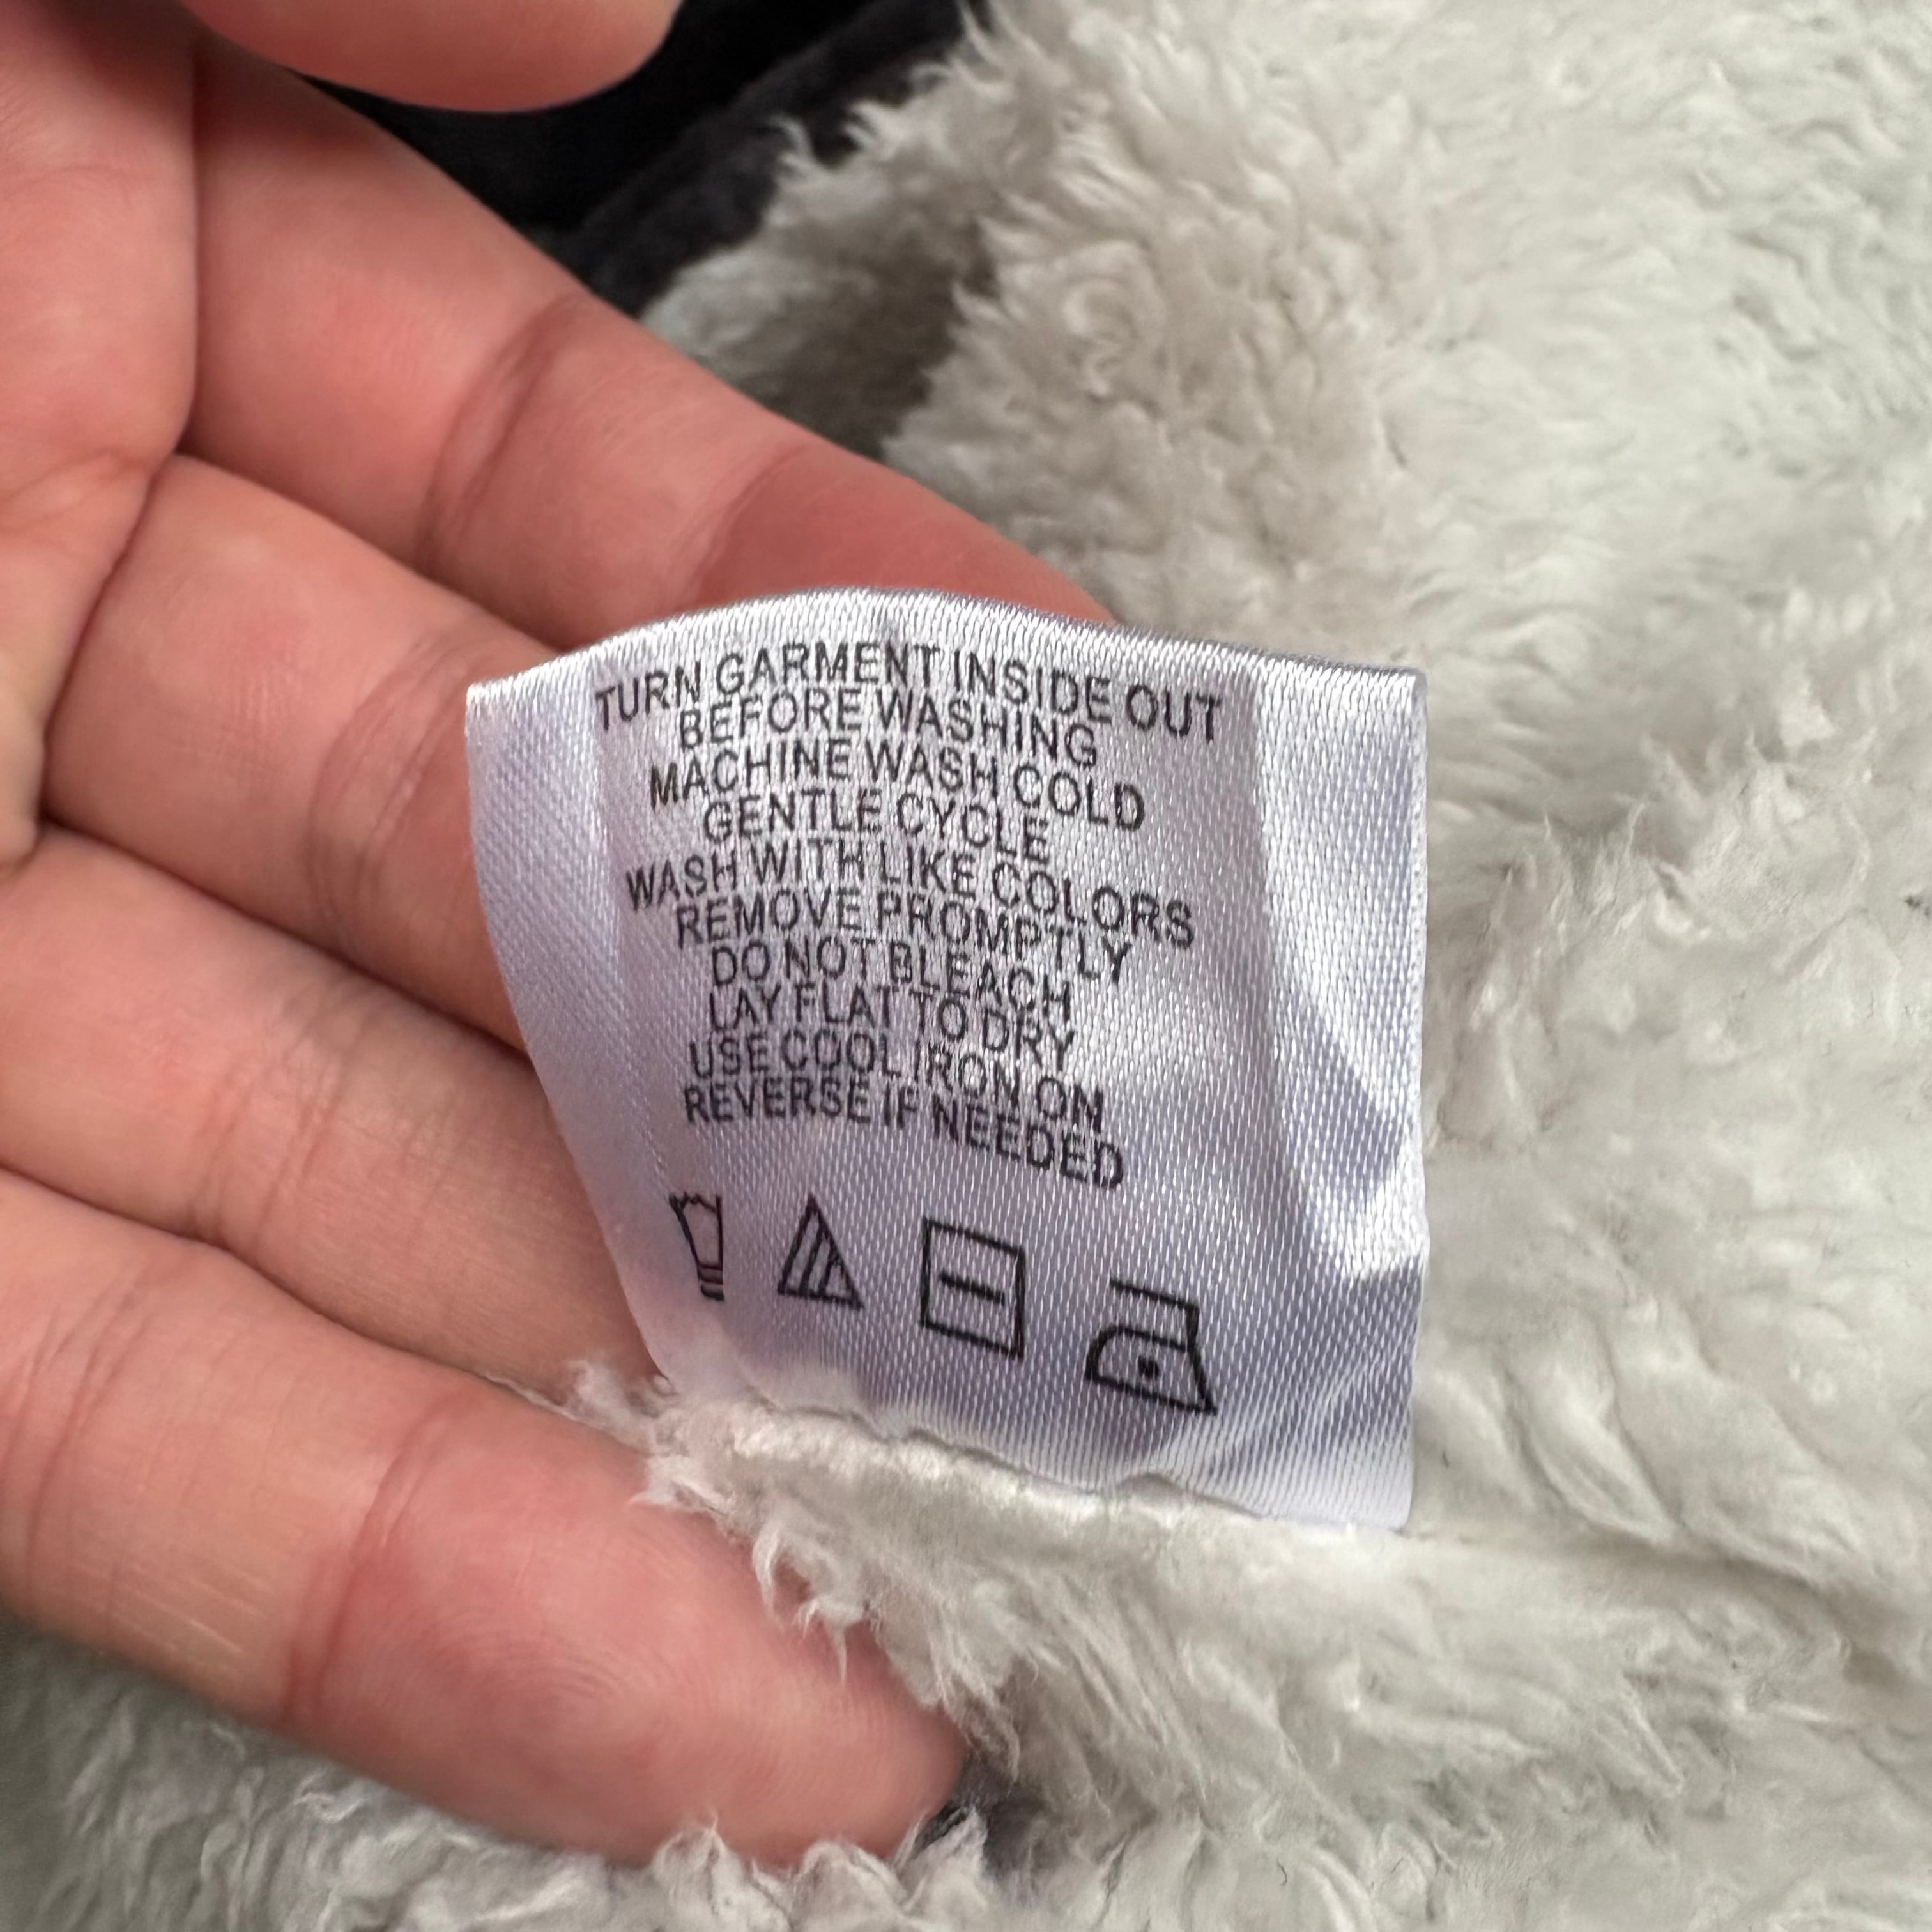 TURN GARMENT INSIDE OUT
BEFORE WASHING
MACHINE WASH COLD
GENTLE CYCLE
WASH WITH LIKE COLORS
REMOVE PROMPTLY
DO NOT BLEACH
LAY FLAT TO DRY
USE COOL IRON ON
REVERSE IF NEEDED